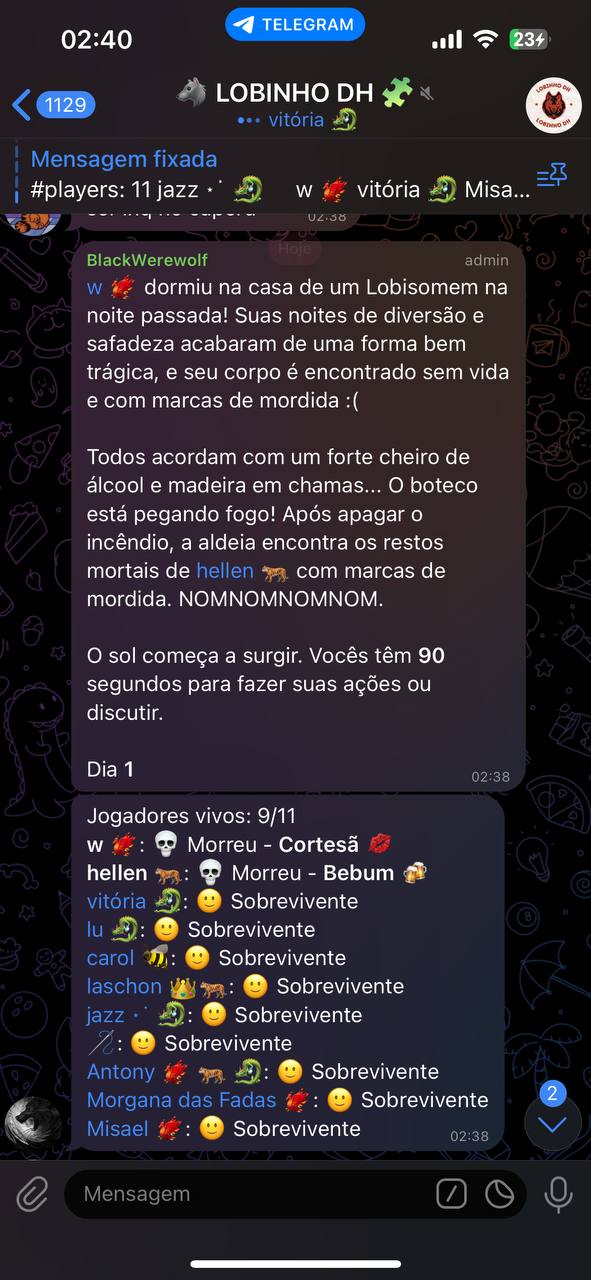 02:40
TELEGRAM
23
1129
🐺 LOBINHO DH 🧩
••• vitória 🐉
LOBINHO DH
LOBINHO DH
Mensagem fixada
#players: 11 jazz ⋆˙ 🐉 w 🐦‍🔥 vitória 🐉 Misa...
02:38
Hoje
BlackWerewolf admin
w 🐦‍🔥 dormiu na casa de um Lobisomem na
noite passada! Suas noites de diversão e
safadeza acabaram de uma forma bem
trágica, e seu corpo é encontrado sem vida
e com marcas de mordida :(
Todos acordam com um forte cheiro de
álcool e madeira em chamas... O boteco
está pegando fogo! Após apagar o
incêndio, a aldeia encontra os restos
mortais de hellen 🐅 com marcas de
mordida. NOMNOMNOMNOM.
O sol começa a surgir. Vocês têm 90
segundos para fazer suas ações ou
discutir.
Dia 1
02:38
Jogadores vivos: 9/11
w 🐦‍🔥: 💀 Morreu - Cortesã 💋
hellen 🐅: 💀 Morreu - Bebum 🍻
vitória 🐉: 🙂 Sobrevivente
lu 🐉: 🙂 Sobrevivente
carol 🐝: 🙂 Sobrevivente
laschon 👑🐅: 🙂 Sobrevivente
jazz ⋆˙ 🐉: 🙂 Sobrevivente
🪡: 🙂 Sobrevivente
Antony 🐦‍🔥 🐅 🐉: 🙂 Sobrevivente
Morgana das Fadas 🐦‍🔥: 🙂 Sobrevivente
Misael 🐦‍🔥: 🙂 Sobrevivente
02:38
2
Mensagem